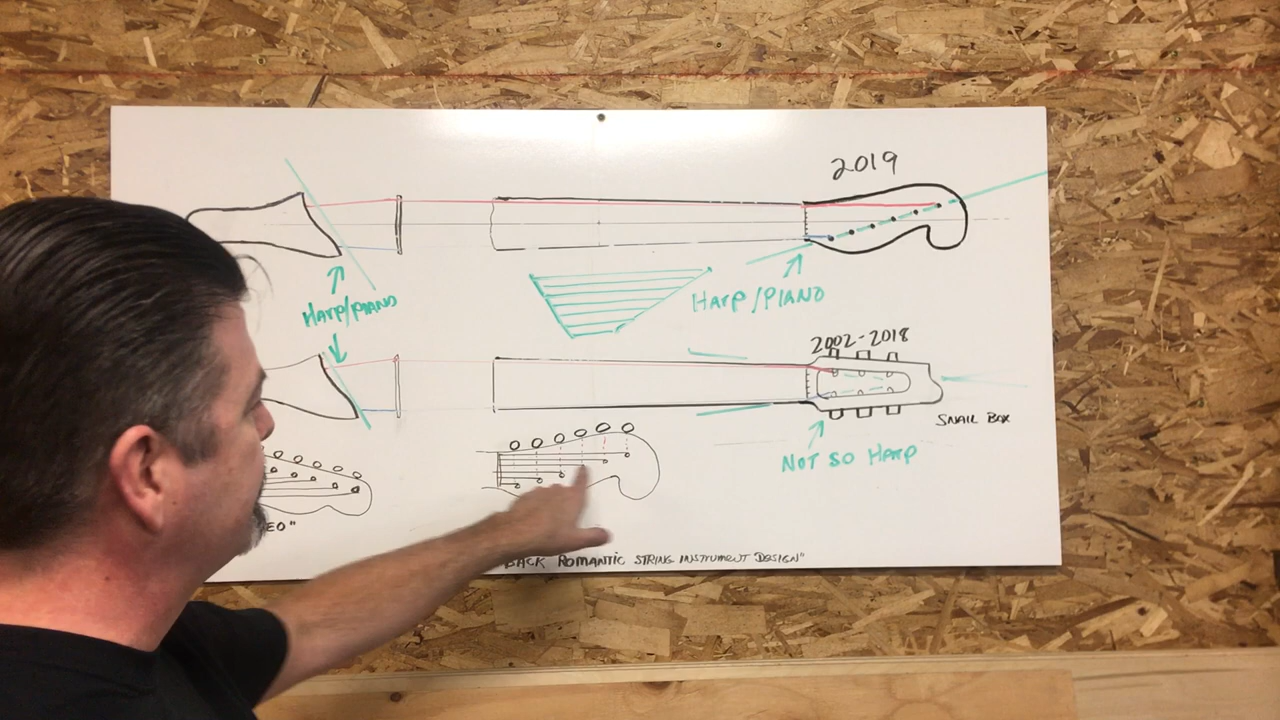 2019
HARP/PIANO
HARP/PIANO
2002-2018
SNAIL BOX
NOT SO HARP
EO"
BACK ROMANTIC STRING INSTRUMENT DESIGN"